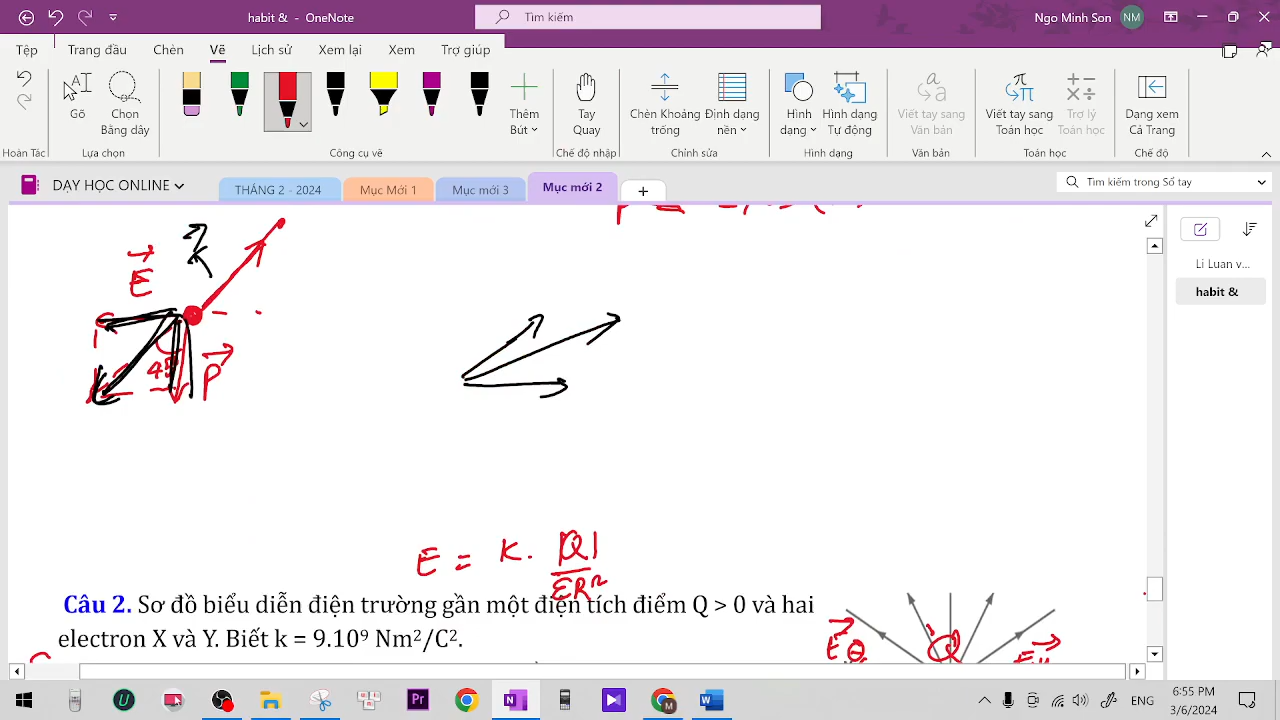 habit & - OneNote
Tìm kiếm
Ngo Minh Son
NM
Tệp Trang đầu Chèn Vẽ Lịch sử Xem lại Xem Trợ giúp
Gõ
Chọn Bằng dây
Thêm Bút
Tay Quay
Chèn Khoảng trống
Định dạng nền
Hình dạng
Hình dạng Tự động
Viết tay sang Văn bản
Viết tay sang Toán học
Trợ lý Toán học
Dạng xem Cả Trang
Hoàn Tác
Lựa chọn
Công cụ vẽ
Chế độ nhập
Chỉnh sửa
Hình dạng
Văn bản
Toán học
Chế độ
DẠY HỌC ONLINE
THÁNG 2 - 2024
Mục Mới 1
Mục mới 3
Mục mới 2
Tìm kiếm trong Sổ tay
Li Luan v...
habit &
E
K
P
E = K. |Q| / εR²
Câu 2. Sơ đồ biểu diễn điện trường gần một điện tích điểm Q > 0 và hai
electron X và Y. Biết k = 9.10⁹ Nm²/C².
Q
Pr
ENG
6:55 PM
3/6/2024